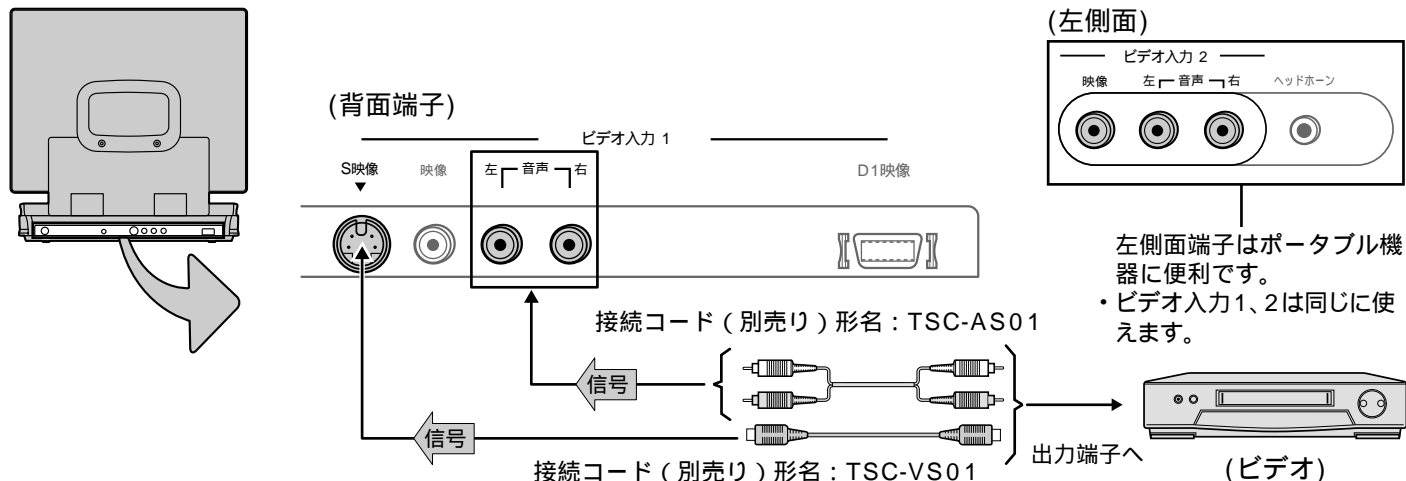 (左側面)
ビデオ入力 2
映像 左 音声 右 ヘッドホーン
(背面端子)
ビデオ入力 1
S映像 映像 左 音声 右 D1映像
左側面端子はポータブル機
器に便利です。
・ビデオ入力1、2は同じに使
えます。
接続コード（別売り）形名：TSC-AS01
信号
信号
出力端子へ
接続コード（別売り）形名：TSC-VS01
(ビデオ)